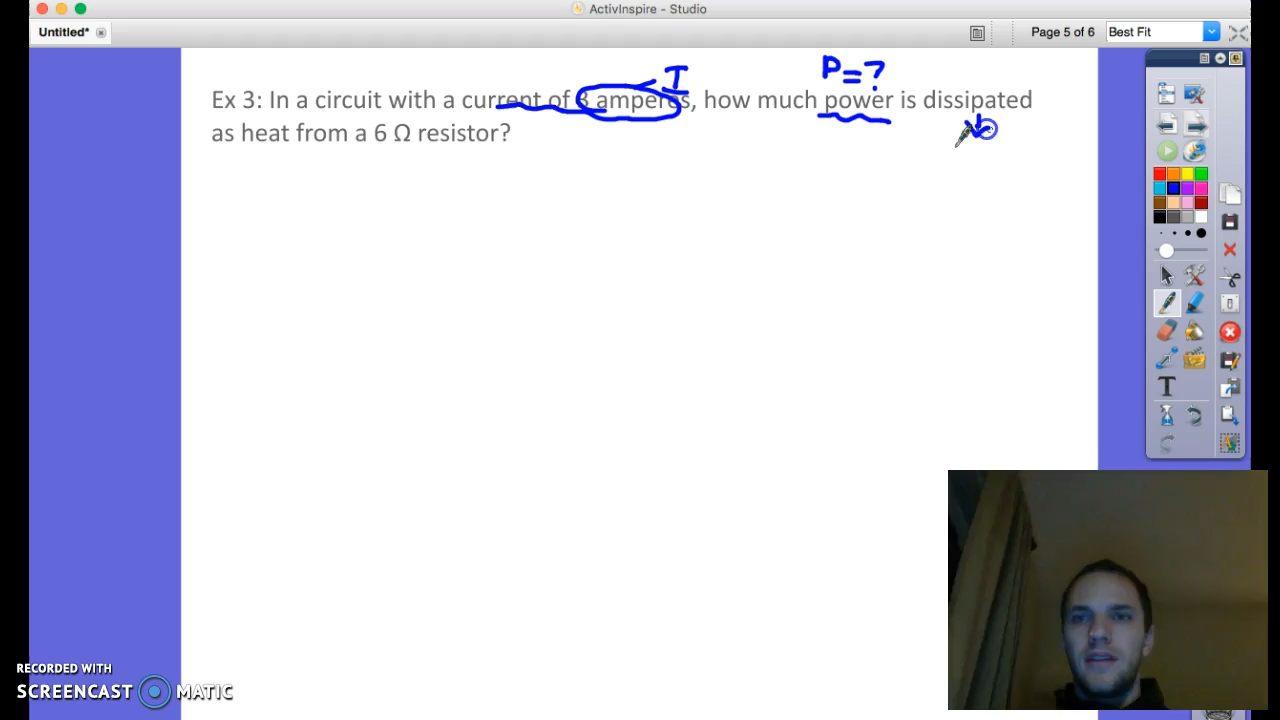 ActivInspire - Studio
Untitled*
Page 5 of 6
Best Fit
I
P=?
Ex 3: In a circuit with a current of 3 amperes, how much power is dissipated
as heat from a 6 Ω resistor?
T
RECORDED WITH
SCREENCAST MATIC